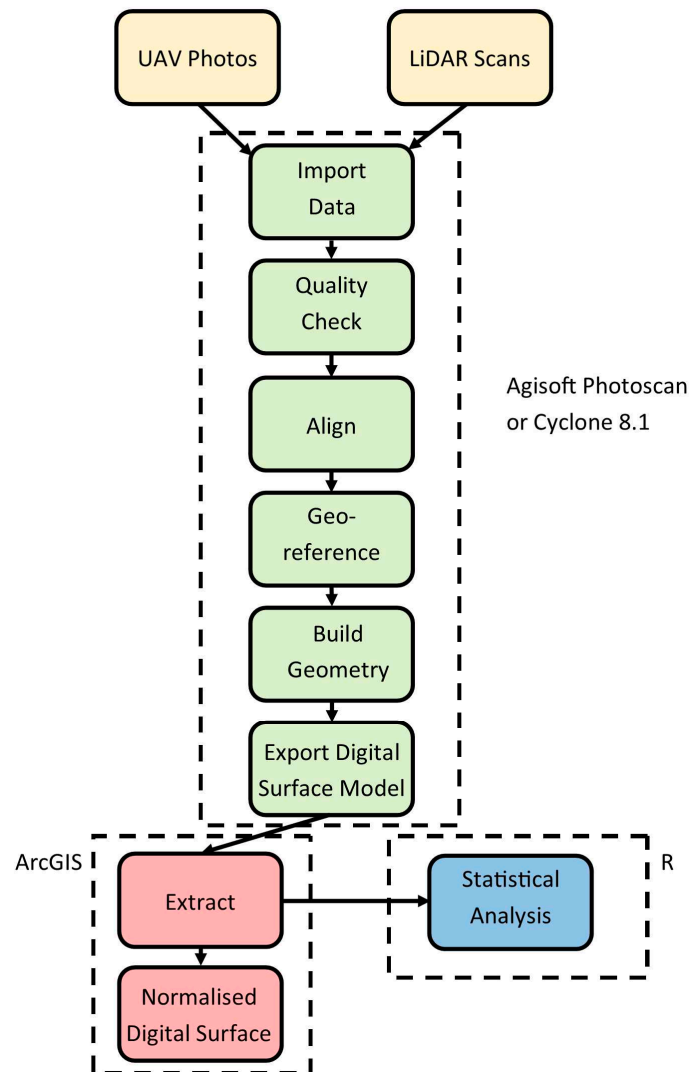 UAV Photos
LiDAR Scans
Import
Data
Quality
Check
Align
Geo-
reference
Build
Geometry
Export Digital
Surface Model
Agisoft Photoscan
or Cyclone 8.1
ArcGIS
Extract
Normalised
Digital Surface
Statistical
Analysis
R